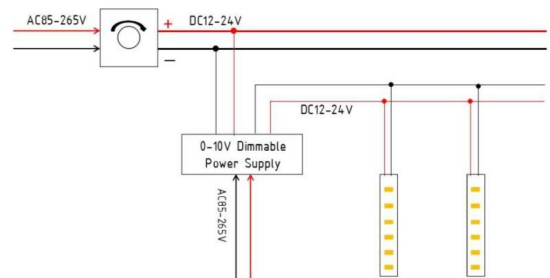 AC85-265V
+
DC12-24V
−
DC12-24V
0-10V Dimmable
Power Supply
AC85-265V